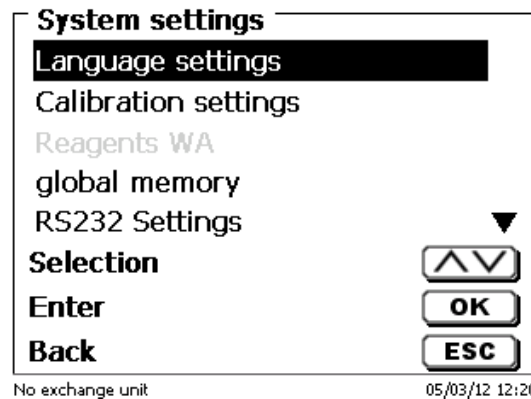 System settings
Language settings
Calibration settings
Reagents WA
global memory
RS232 Settings
Selection
Enter OK
Back ESC
No exchange unit 05/03/12 12:20